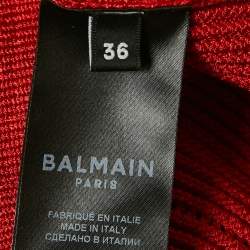 36
BALMAIN
PARIS
FABRIQUÉ EN ITALIE
MADE IN ITALY
СДЕЛАНО В ИТАЛИИ